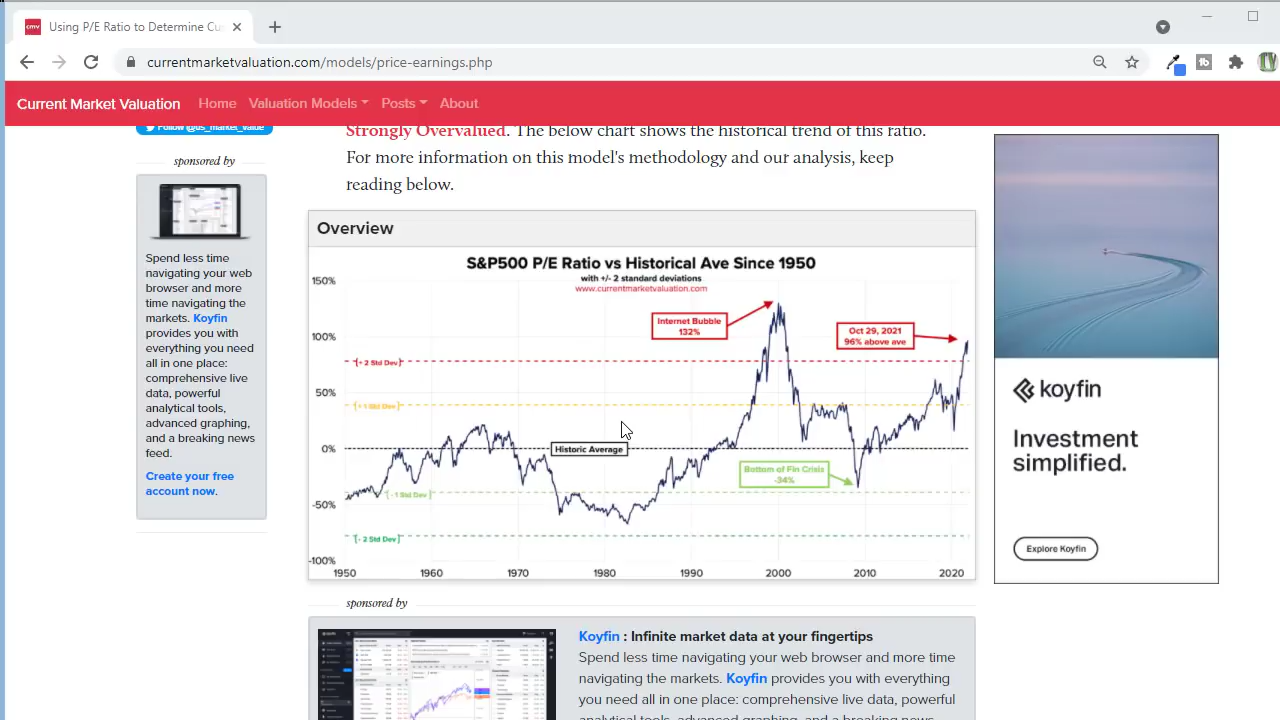 Using P/E Ratio to Determine Cu
currentmarketvaluation.com/models/price-earnings.php
Current Market Valuation
Home
Valuation Models
Posts
About
Follow @us_market_value
sponsored by
Spend less time
navigating your web
browser and more
time navigating the
markets. Koyfin
provides you with
everything you need
all in one place:
comprehensive live
data, powerful
analytical tools,
advanced graphing,
and a breaking news
feed.
Create your free
account now.
Strongly Overvalued. The below chart shows the historical trend of this ratio.
For more information on this model's methodology and our analysis, keep
reading below.
Overview
S&P500 P/E Ratio vs Historical Ave Since 1950
with +/- 2 standard deviations
www.currentmarketvaluation.com
150%
100%
50%
0%
-50%
-100%
Internet Bubble
132%
Oct 29, 2021
96% above ave
+ 2 Std Dev
+ 1 Std Dev
Historic Average
Bottom of Fin Crisis
-34%
- 1 Std Dev
- 2 Std Dev
1950 1960 1970 1980 1990 2000 2010 2020
koyfin
Investment
simplified.
Explore Koyfin
sponsored by
Koyfin : Infinite market data at your fingertips
Spend less time navigating your web browser and more time
navigating the markets. Koyfin provides you with everything
you need all in one place: comprehensive live data, powerful
analytical tools, advanced graphing, and a breaking news